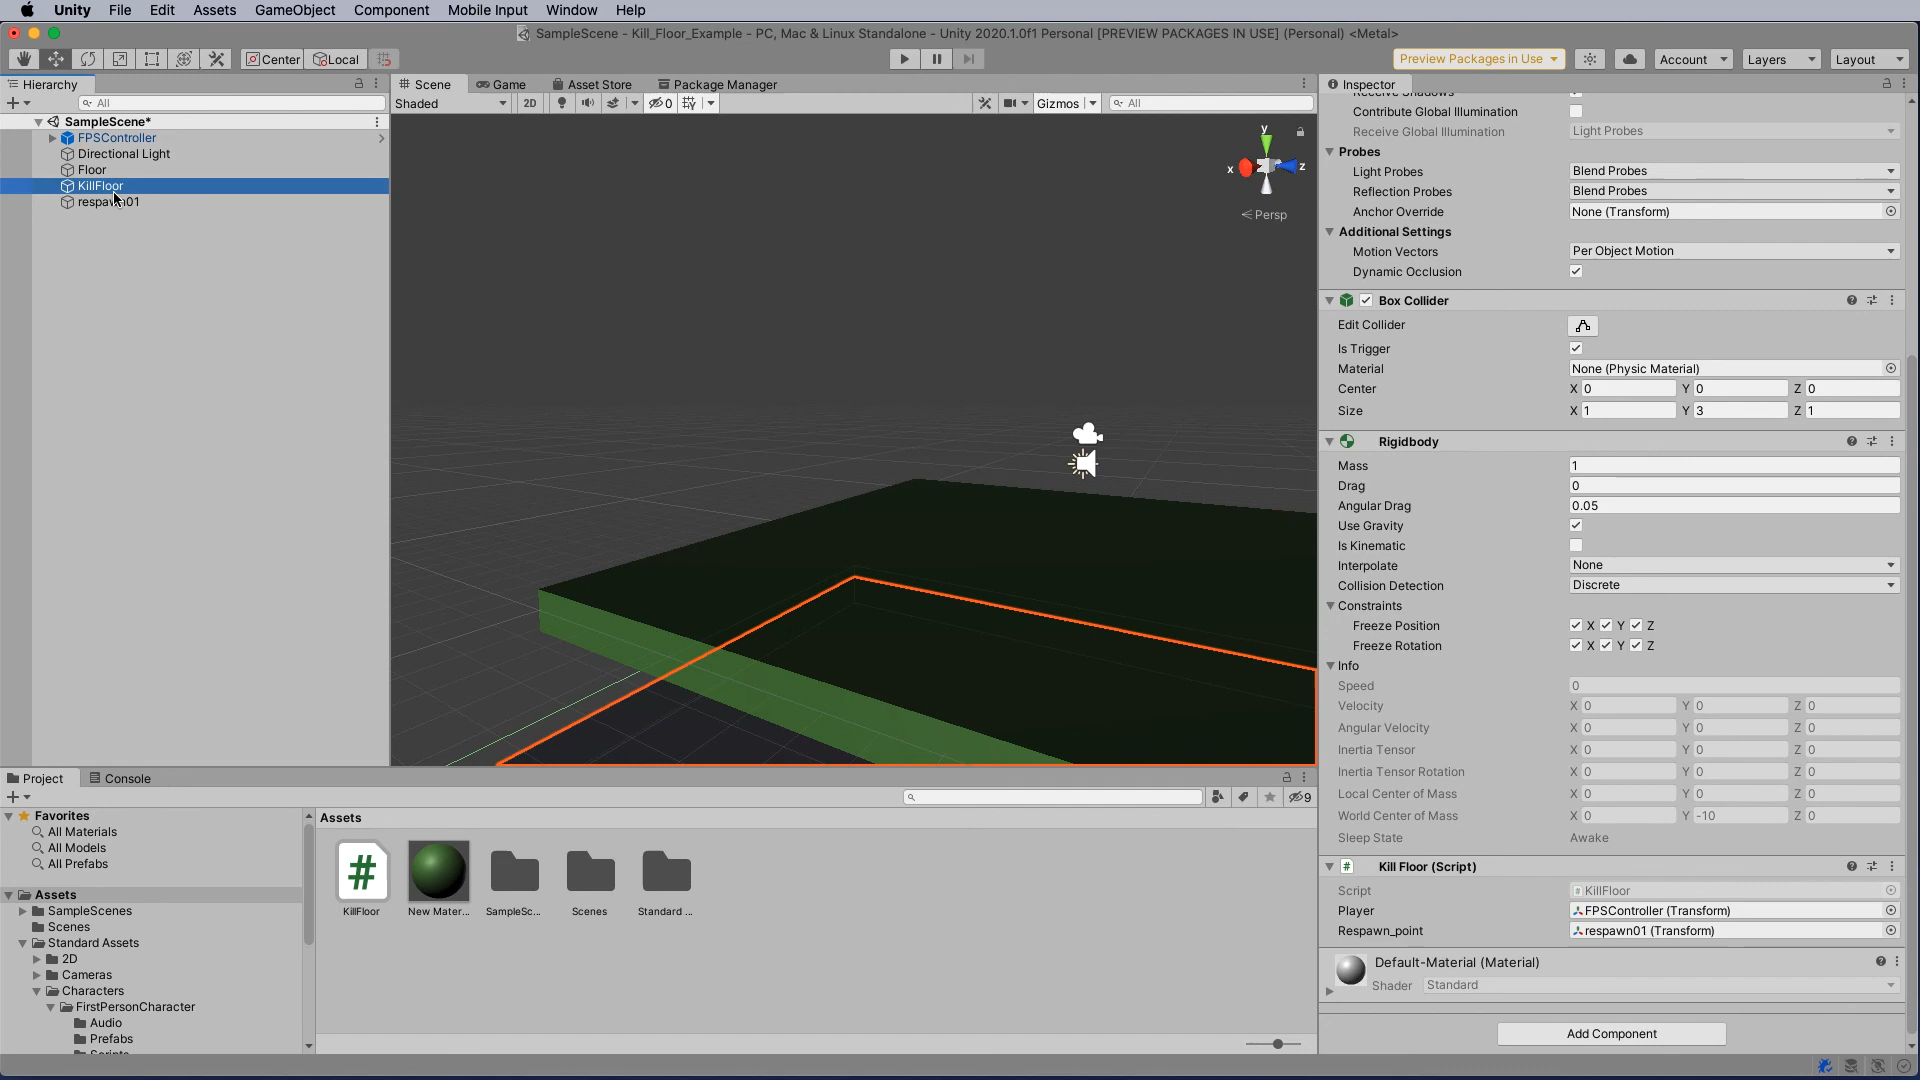 Unity File Edit Assets GameObject Component Mobile Input Window Help
SampleScene - Kill_Floor_Example - PC, Mac & Linux Standalone - Unity 2020.1.0f1 Personal [PREVIEW PACKAGES IN USE] (Personal) <Metal>
Center Local Preview Packages in Use Account Layers Layout
Hierarchy
All
SampleScene*
FPSController
Directional Light
Floor
KillFloor
respawn01
Scene Game Asset Store Package Manager
Shaded 2D 0 Gizmos All
y
x z
Persp
Inspector
Contribute Global Illumination
Receive Global Illumination Light Probes
Probes
Light Probes Blend Probes
Reflection Probes Blend Probes
Anchor Override None (Transform)
Additional Settings
Motion Vectors Per Object Motion
Dynamic Occlusion
Box Collider
Edit Collider
Is Trigger
Material None (Physic Material)
Center X 0 Y 0 Z 0
Size X 1 Y 3 Z 1
Rigidbody
Mass 1
Drag 0
Angular Drag 0.05
Use Gravity
Is Kinematic
Interpolate None
Collision Detection Discrete
Constraints
Freeze Position X Y Z
Freeze Rotation X Y Z
Info
Speed 0
Velocity X 0 Y 0 Z 0
Angular Velocity X 0 Y 0 Z 0
Inertia Tensor X 0 Y 0 Z 0
Inertia Tensor Rotation X 0 Y 0 Z 0
Local Center of Mass X 0 Y 0 Z 0
World Center of Mass X 0 Y -10 Z 0
Sleep State Awake
# Kill Floor (Script)
Script # KillFloor
Player FPSController (Transform)
Respawn_point respawn01 (Transform)
Default-Material (Material)
Shader Standard
Add Component
Project Console
9
Favorites
All Materials
All Models
All Prefabs
Assets
SampleScenes
Scenes
Standard Assets
2D
Cameras
Characters
FirstPersonCharacter
Audio
Prefabs
Assets
#
KillFloor New Mater... SampleSc... Scenes Standard ...